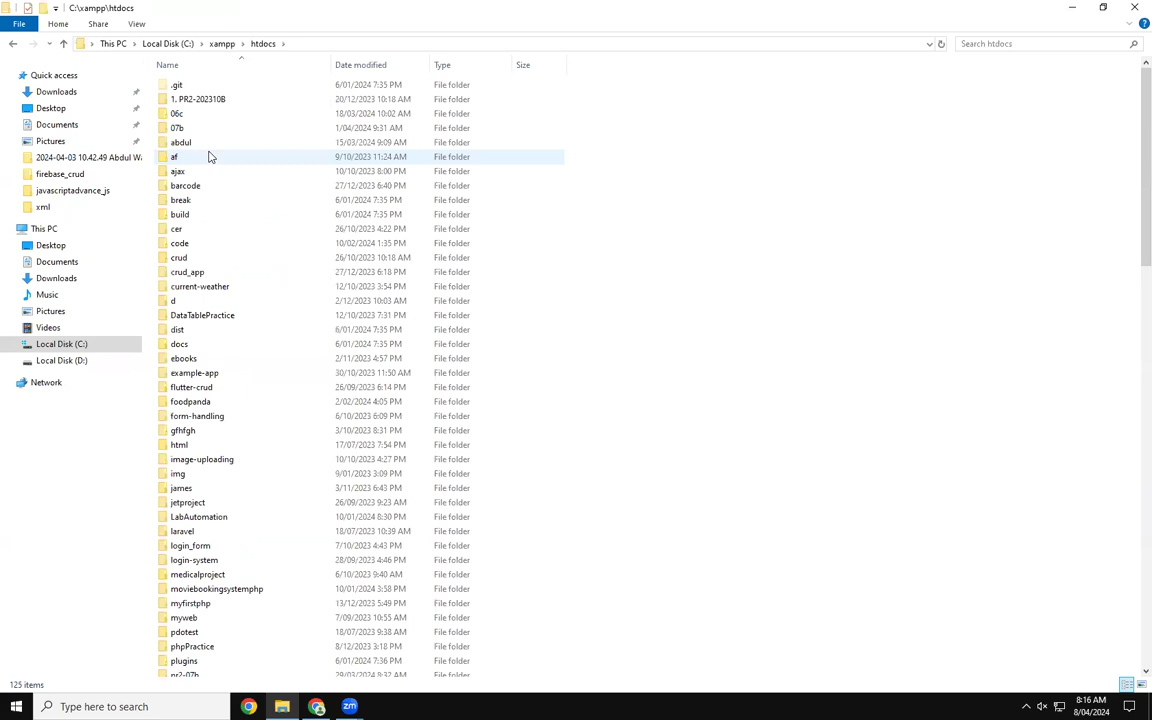 C:\xampp\htdocs
File Home Share View
This PC Local Disk (C:) xampp htdocs
Search htdocs
Name Date modified Type Size
Quick access
Downloads
Desktop
Documents
Pictures
2024-04-03 10.42.49 Abdul W
firebase_crud
javascriptadvance_js
xml
This PC
Desktop
Documents
Downloads
Music
Pictures
Videos
Local Disk (C:)
Local Disk (D:)
Network
.git 6/01/2024 7:35 PM File folder
1. PR2-202310B 20/12/2023 10:18 AM File folder
06c 18/03/2024 10:02 AM File folder
07b 1/04/2024 9:31 AM File folder
abdul 15/03/2024 9:09 AM File folder
af 9/10/2023 11:24 AM File folder
ajax 10/10/2023 8:00 PM File folder
barcode 27/12/2023 6:40 PM File folder
break 6/01/2024 7:35 PM File folder
build 6/01/2024 7:35 PM File folder
cer 26/10/2023 4:22 PM File folder
code 10/02/2024 1:35 PM File folder
crud 26/10/2023 10:18 AM File folder
crud_app 27/12/2023 6:18 PM File folder
current-weather 12/10/2023 3:54 PM File folder
d 2/12/2023 10:03 AM File folder
DataTablePractice 12/10/2023 7:31 PM File folder
dist 6/01/2024 7:35 PM File folder
docs 6/01/2024 7:35 PM File folder
ebooks 2/11/2023 4:57 PM File folder
example-app 30/10/2023 11:50 AM File folder
flutter-crud 26/09/2023 6:14 PM File folder
foodpanda 2/02/2024 4:05 PM File folder
form-handling 6/10/2023 6:09 PM File folder
gfhfgh 3/10/2023 8:31 PM File folder
html 17/07/2023 7:54 PM File folder
image-uploading 10/10/2023 4:27 PM File folder
img 9/01/2023 3:09 PM File folder
james 3/11/2023 6:43 PM File folder
jetproject 26/09/2023 9:23 AM File folder
LabAutomation 10/01/2024 8:30 PM File folder
laravel 18/07/2023 10:39 AM File folder
login_form 7/10/2023 4:43 PM File folder
login-system 28/09/2023 4:46 PM File folder
medicalproject 6/10/2023 9:40 AM File folder
moviebookingsystemphp 10/01/2024 3:58 PM File folder
myfirstphp 13/12/2023 5:49 PM File folder
myweb 7/09/2023 10:55 AM File folder
pdotest 18/07/2023 9:38 AM File folder
phpPractice 8/12/2023 3:18 PM File folder
plugins 6/01/2024 7:36 PM File folder
pr2-07b 29/03/2024 8:32 AM File folder
125 items
Type here to search
zm
8:16 AM
8/04/2024